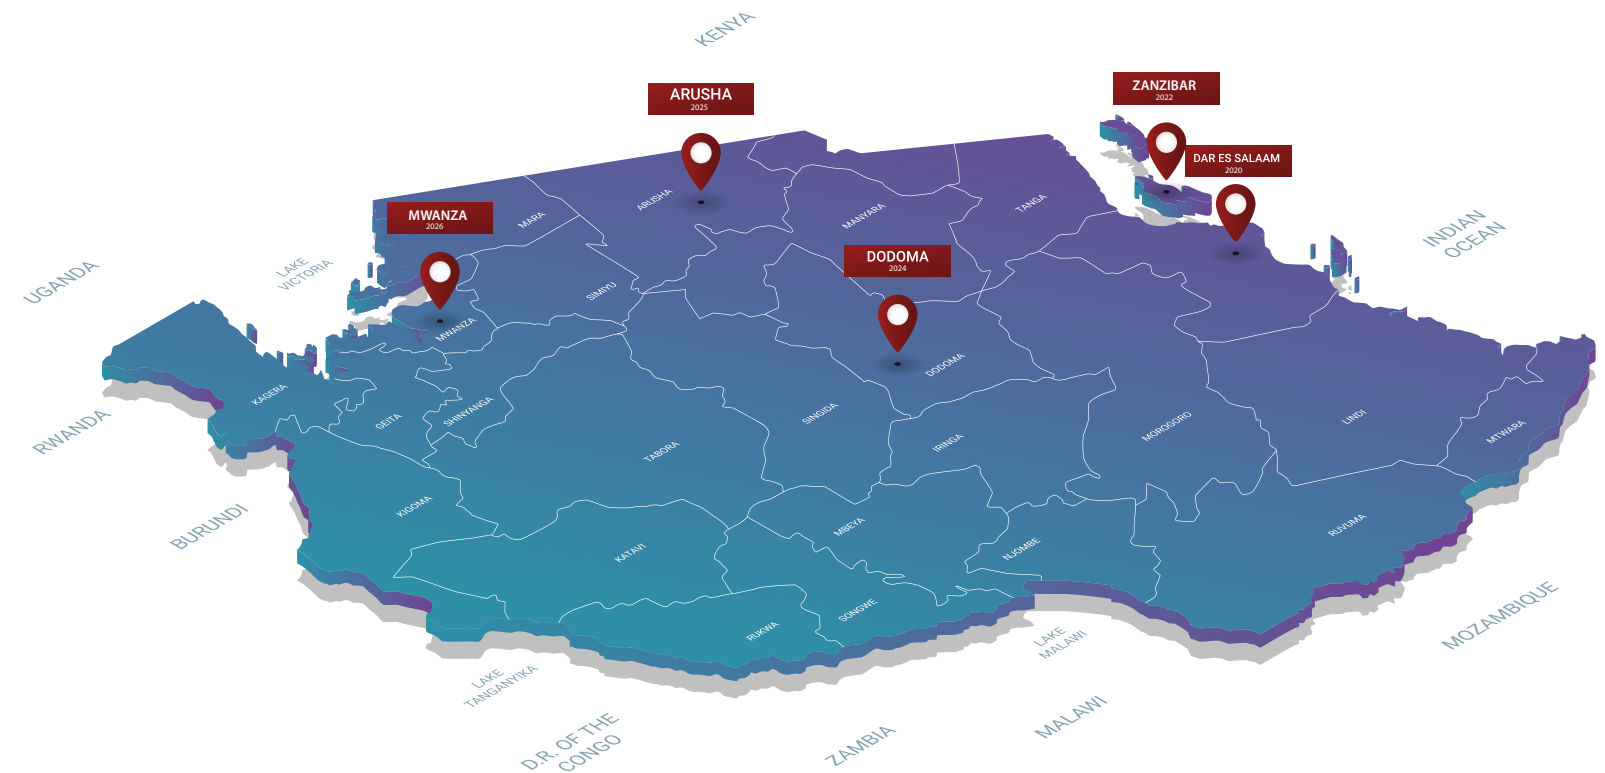 KENYA
ZANZIBAR
2022
ARUSHA
2025
DAR ES SALAAM
2020
MWANZA
2026
DODOMA
2024
UGANDA
LAKE
VICTORIA
INDIAN
OCEAN
MARA
ARUSHA
MANYARA
TANGA
SIMIYU
MWANZA
DODOMA
KAGERA
GEITA
SHINYANGA
SINGIDA
TABORA
IRINGA
MOROGORO
LINDI
MTWARA
RWANDA
KIGOMA
BURUNDI
KATAVI
MBEYA
NJOMBE
RUVUMA
RUKWA
SONGWE
LAKE
MALAWI
MOZAMBIQUE
LAKE
TANGANYIKA
D.R. OF THE
CONGO
ZAMBIA
MALAWI